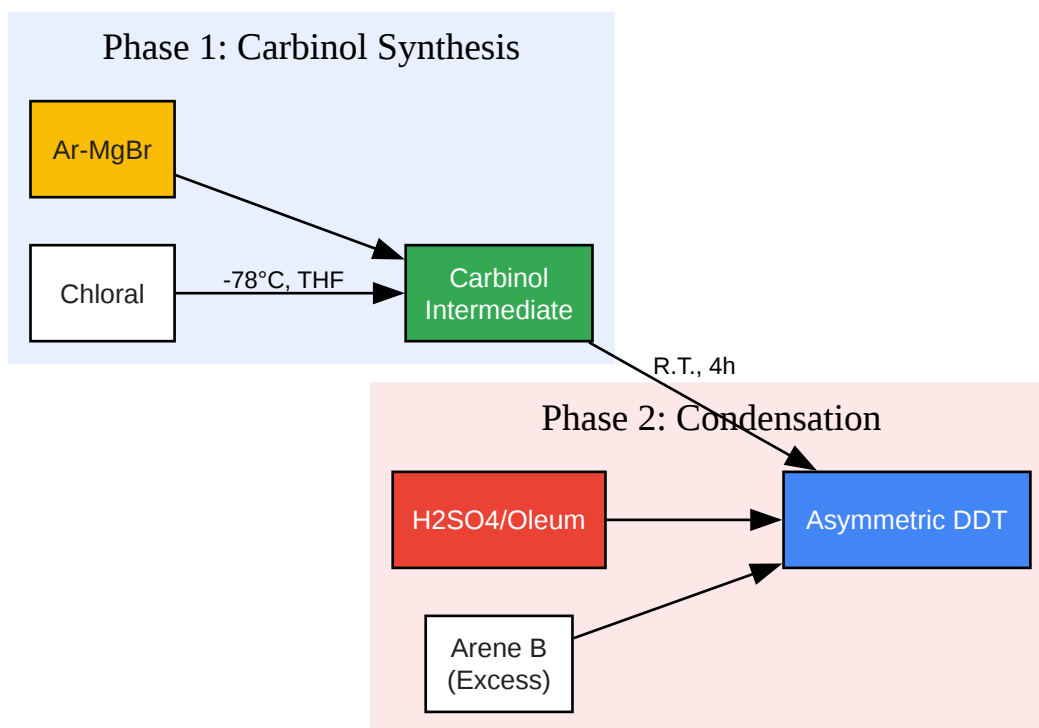 Phase 1: Carbinol Synthesis
Ar-MgBr
Chloral
-78°C, THF
Carbinol
Intermediate
R.T., 4h
Phase 2: Condensation
H2SO4/Oleum
Asymmetric DDT
Arene B
(Excess)